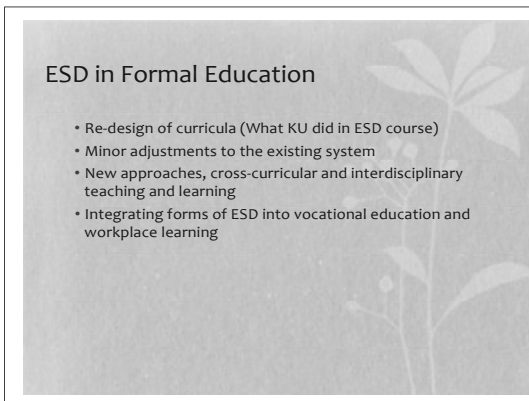 ESD in Formal Education
• Re-design of curricula (What KU did in ESD course)
• Minor adjustments to the existing system
• New approaches, cross-curricular and interdisciplinary
teaching and learning
• Integrating forms of ESD into vocational education and
workplace learning